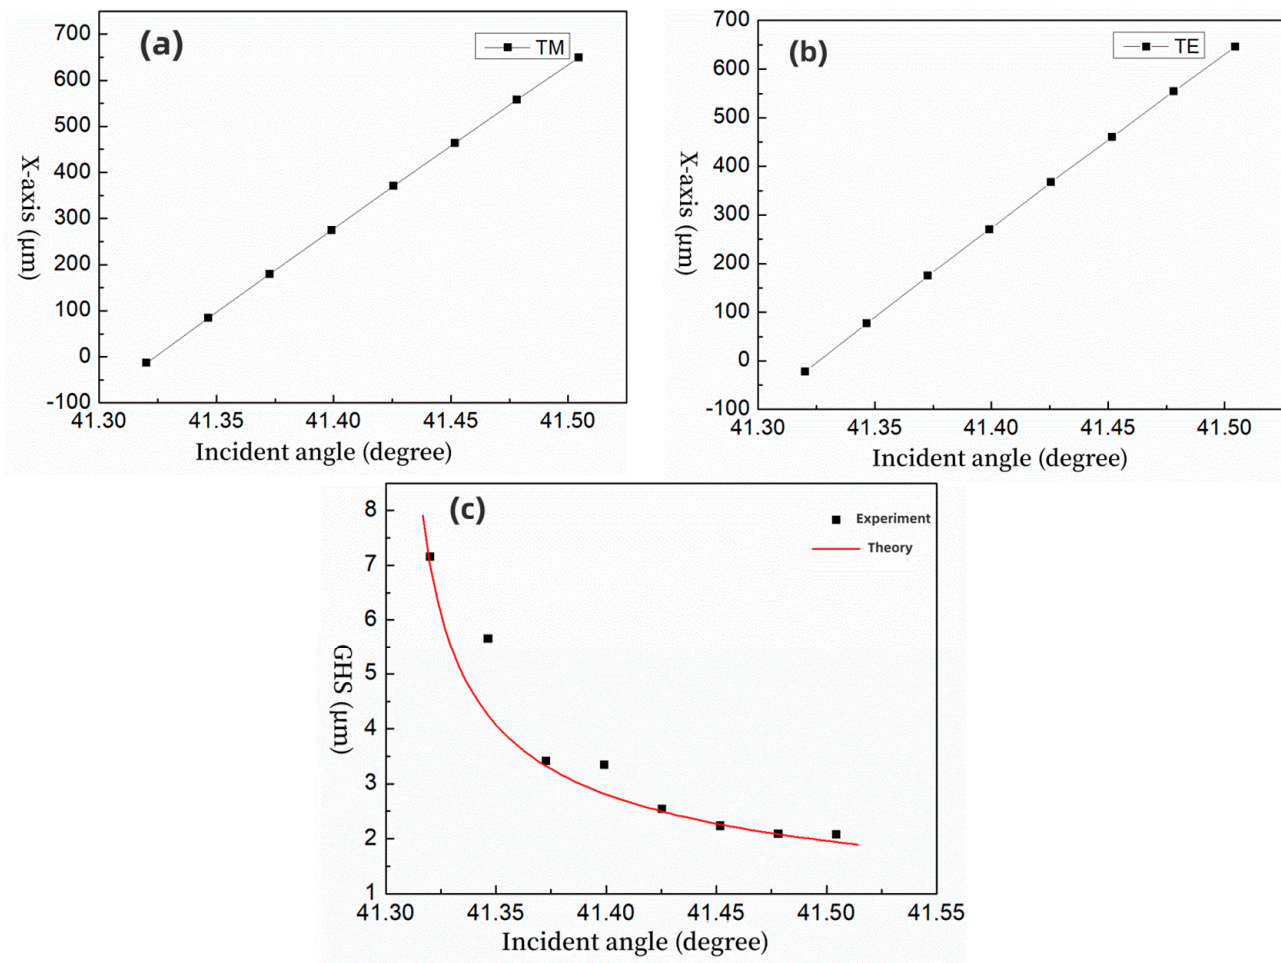 (a)
TM
700
600
500
400
300
200
100
0
-100
X-axis (μm)
41.30 41.35 41.40 41.45 41.50
Incident angle (degree)
(b)
TE
700
600
500
400
300
200
100
0
-100
X-axis (μm)
41.30 41.35 41.40 41.45 41.50
Incident angle (degree)
(c)
Experiment
Theory
8
7
6
5
4
3
2
1
GHS (μm)
41.30 41.35 41.40 41.45 41.50 41.55
Incident angle (degree)